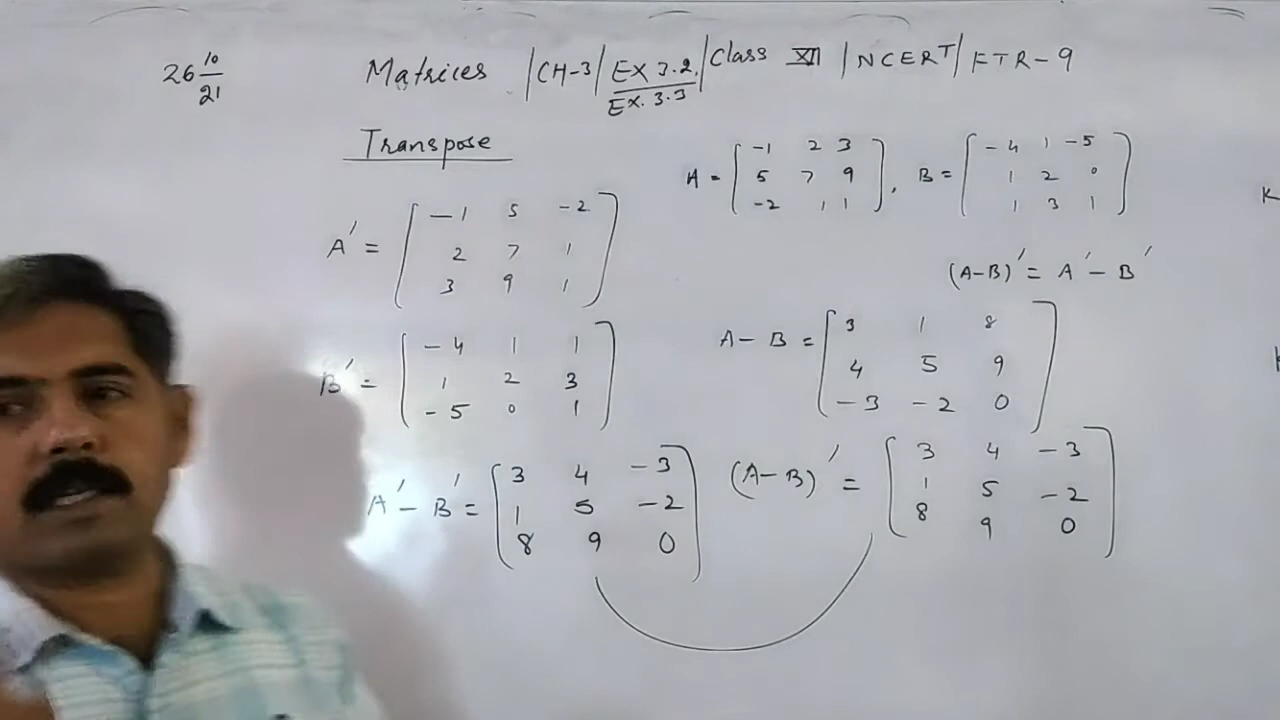 26 10/21 Matrices /CH-3/ EX 3.2. /Class XII /NCERT/ FTR-9
Ex. 3.3
Transpose
A = [ -1 2 3
5 7 9
-2 1 1 ], B = [ -4 1 -5
1 2 0
1 3 1 ]
A' = [ -1 5 -2
2 7 1
3 9 1 ]
(A-B)' = A' - B'
B' = [ -4 1 1
1 2 3
-5 0 1 ]
A - B = [ 3 1 8
4 5 9
-3 -2 0 ]
A' - B' = [ 3 4 -3
1 5 -2
8 9 0 ]
(A-B)' = [ 3 4 -3
1 5 -2
8 9 0 ]